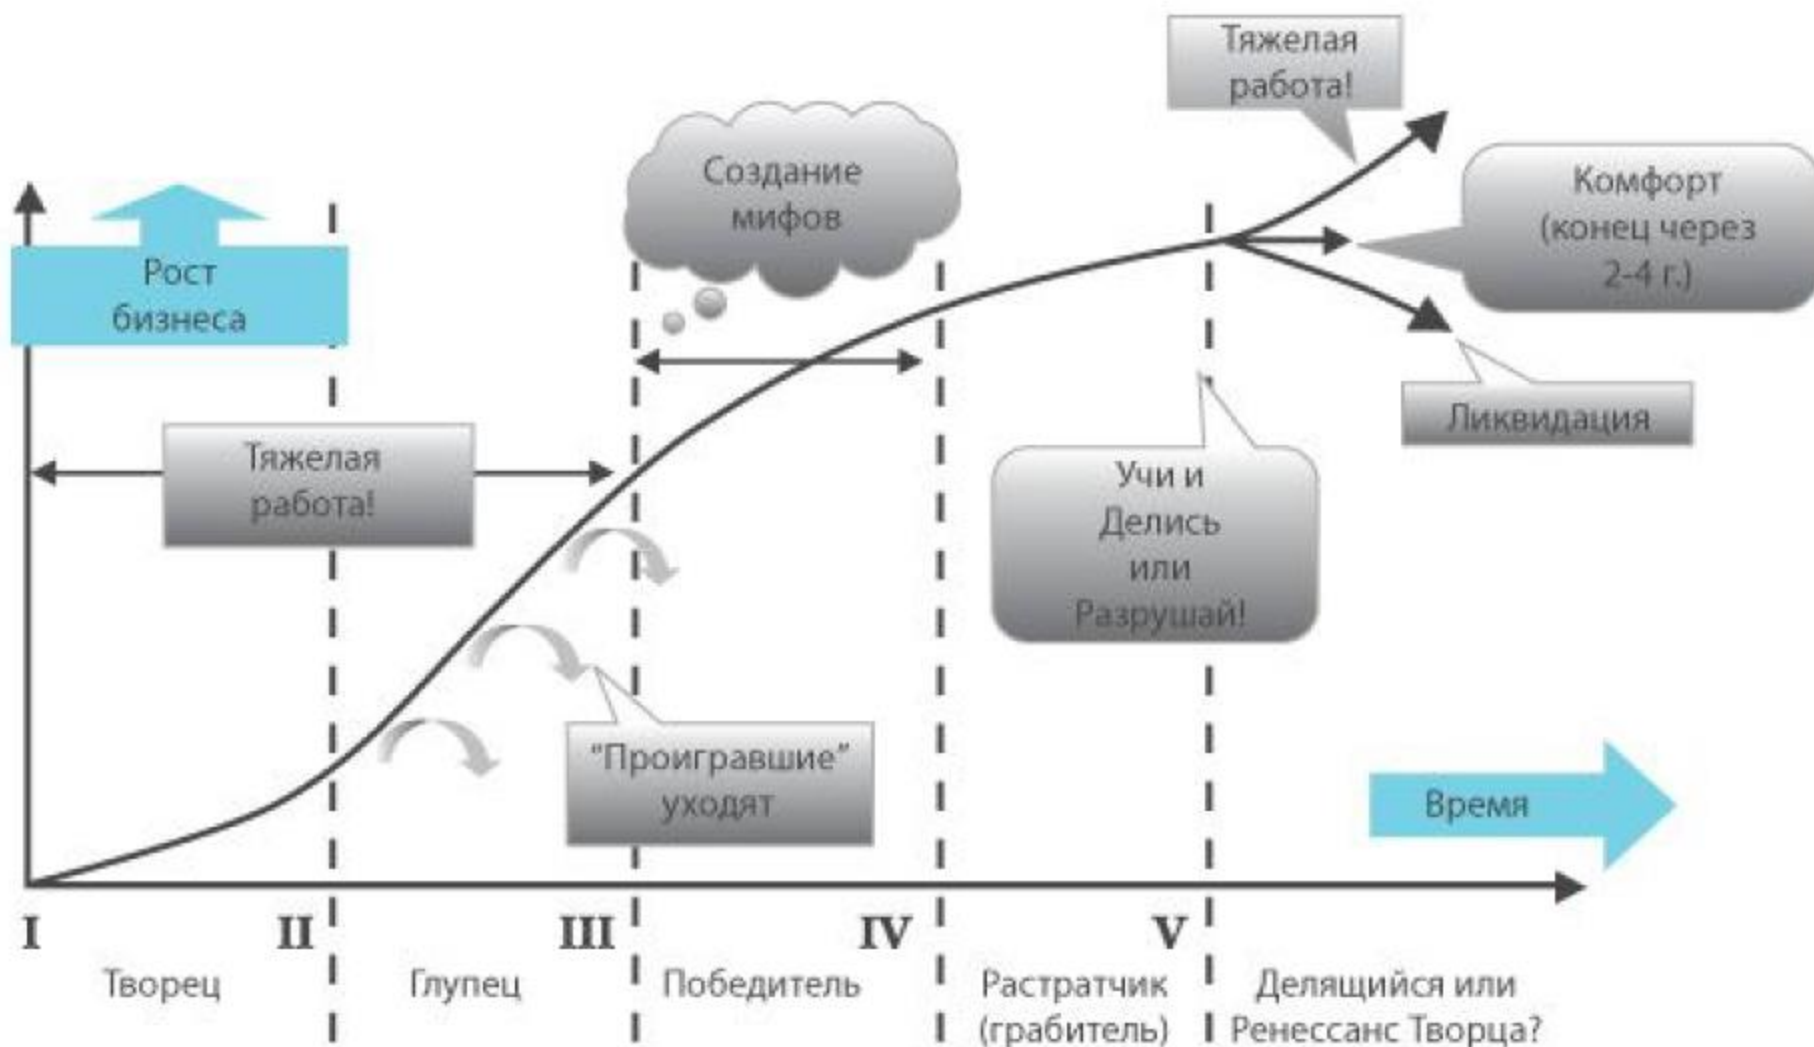 Тяжелая
работа!
Создание
мифов
Комфорт
(конец через
2-4 г.)
Рост
бизнеса
Ликвидация
Тяжелая
работа!
Учи и
Делись
или
Разрушай!
"Проигравшие"
уходят
Время
I
II
III
IV
V
Творец
Глупец
Победитель
Растратчик
(грабитель)
Делящийся или
Ренессанс Творца?